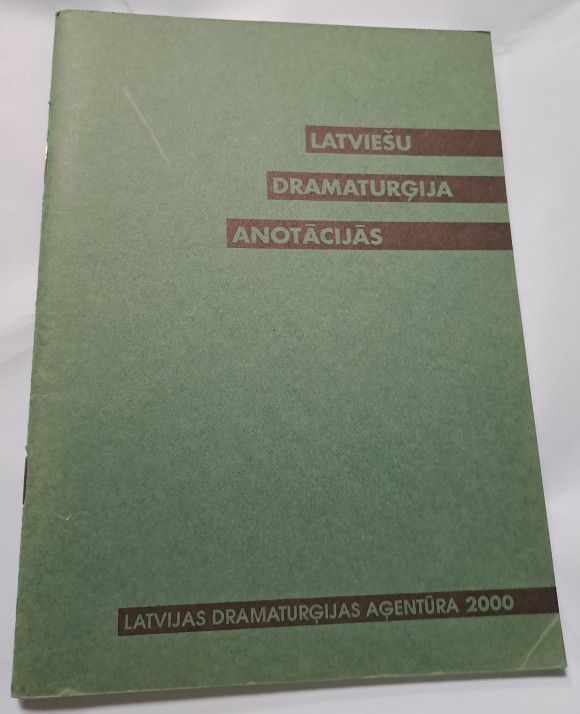 LATVIEŠU
DRAMATURĢIJA
ANOTĀCIJĀS
LATVIJAS DRAMATURĢIJAS AĢENTŪRA 2000